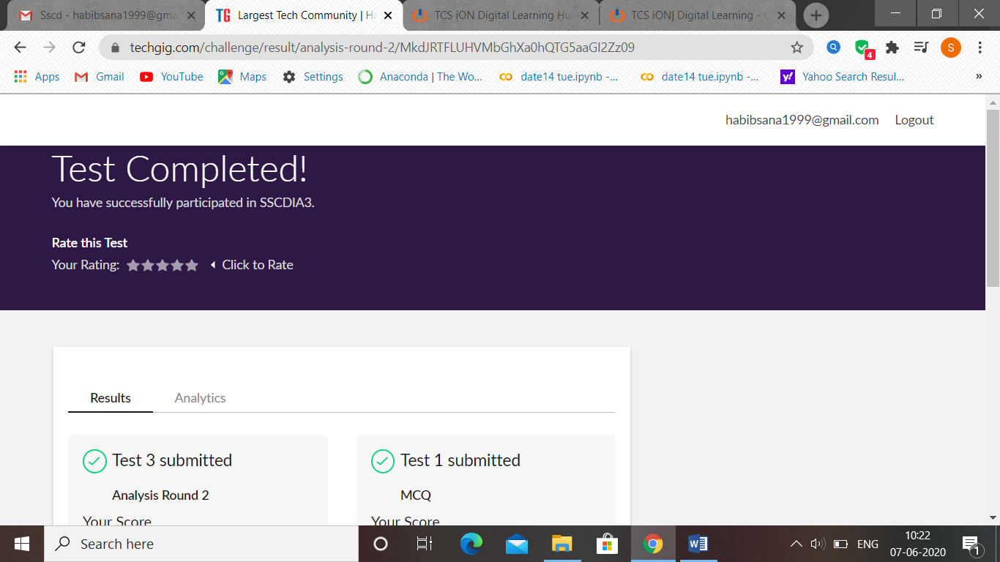 Sscd - habibsana1999@gma
Largest Tech Community | H
TCS iON Digital Learning Hu
TCS iON| Digital Learning - C
techgig.com/challenge/result/analysis-round-2/MkdJRTFLUHVMbGhXa0hQTG5aaGI2Zz09
4
S
Apps
Gmail
YouTube
Maps
Settings
Anaconda | The Wo...
date14 tue.ipynb -...
date14 tue.ipynb -...
Yahoo Search Resul...
»
habibsana1999@gmail.com Logout
Test Completed!
You have successfully participated in SSCDIA3.
Rate this Test
Your Rating: Click to Rate
Results Analytics
Test 3 submitted
Analysis Round 2
Your Score
Test 1 submitted
MCQ
Your Score
Search here
ENG
10:22
07-06-2020
1